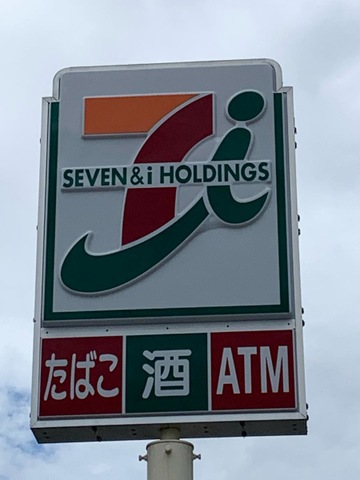 SEVEN & i HOLDINGS
たばこ 酒 ATM